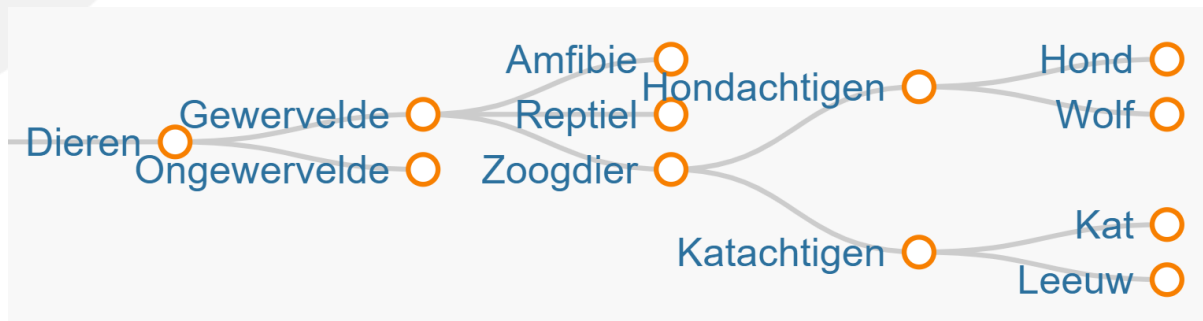 Amfibie
Hond
Hondachtigen
Gewervelde
Reptiel
Wolf
Dieren
Ongewervelde
Zoogdier
Kat
Katachtigen
Leeuw